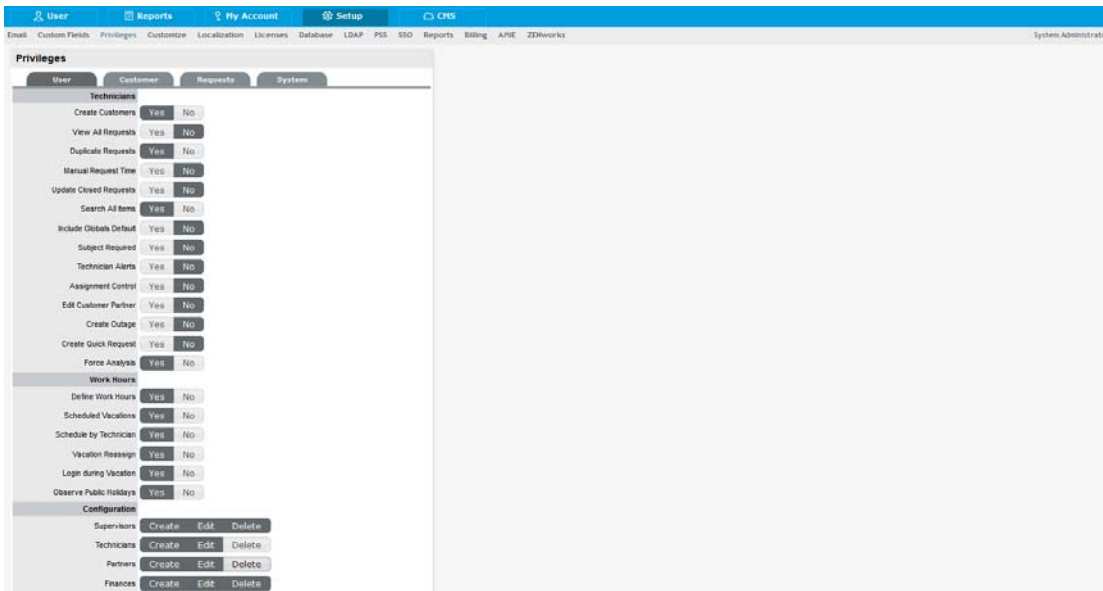 User Reports My Account Setup CMS
Email Custom Fields Privileges Customize Localization Licenses Database LDAP PSS SSO Reports Billing AMIE ZENworks System Administrat
Privileges
User Customer Requests System
Technicians
Create Customers Yes No
View All Requests Yes No
Duplicate Requests Yes No
Manual Request Time Yes No
Update Closed Requests Yes No
Search All Items Yes No
Include Globals Default Yes No
Subject Required Yes No
Technician Alerts Yes No
Assignment Control Yes No
Edit Customer Partner Yes No
Create Outage Yes No
Create Quick Request Yes No
Force Analysis Yes No
Work Hours
Define Work Hours Yes No
Scheduled Vacations Yes No
Schedule by Technician Yes No
Vacation Reassign Yes No
Login during Vacation Yes No
Observe Public Holidays Yes No
Configuration
Supervisors Create Edit Delete
Technicians Create Edit Delete
Partners Create Edit Delete
Finances Create Edit Delete